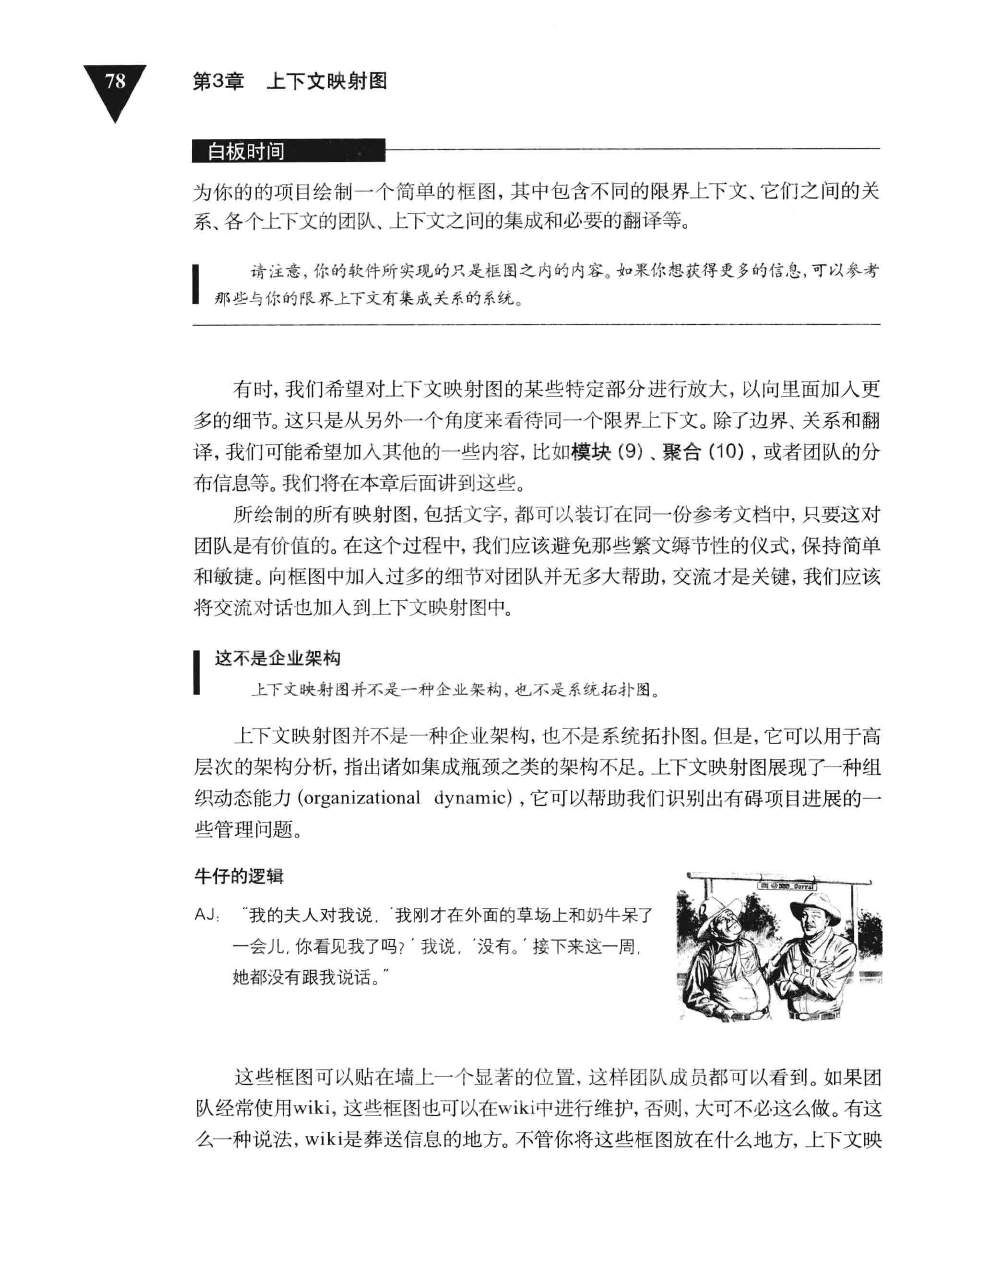 78
第3章 上下文映射图
白板时间
为你的的项目绘制一个简单的框图，其中包含不同的限界上下文、它们之间的关
系、各个上下文的团队、上下文之间的集成和必要的翻译等。
请注意，你的软件所实现的只是框图之内的内容。如果你想获得更多的信息，可以参考
那些与你的限界上下文有集成关系的系统。
有时，我们希望对上下文映射图的某些特定部分进行放大，以向里面加入更
多的细节。这只是从另外一个角度来看待同一个限界上下文。除了边界、关系和翻
译，我们可能希望加入其他的一些内容，比如模块（9）、聚合（10），或者团队的分
布信息等。我们将在本章后面讲到这些。
所绘制的所有映射图，包括文字，都可以装订在同一份参考文档中，只要这对
团队是有价值的。在这个过程中，我们应该避免那些繁文缛节性的仪式，保持简单
和敏捷。向框图中加入过多的细节对团队并无多大帮助，交流才是关键，我们应该
将交流对话也加入到上下文映射图中。
这不是企业架构
上下文映射图并不是一种企业架构，也不是系统拓扑图。
上下文映射图并不是一种企业架构，也不是系统拓扑图。但是，它可以用于高
层次的架构分析，指出诸如集成瓶颈之类的架构不足。上下文映射图展现了一种组
织动态能力（organizational dynamic），它可以帮助我们识别出有碍项目进展的一
些管理问题。
牛仔的逻辑
AJ：“我的夫人对我说，‘我刚才在外面的草场上和奶牛呆了
一会儿，你看见我了吗？’我说，‘没有。’接下来这一周，
她都没有跟我说话。”
Corral
这些框图可以贴在墙上一个显著的位置，这样团队成员都可以看到。如果团
队经常使用wiki，这些框图也可以在wiki中进行维护，否则，大可不必这么做。有这
么一种说法，wiki是葬送信息的地方。不管你将这些框图放在什么地方，上下文映